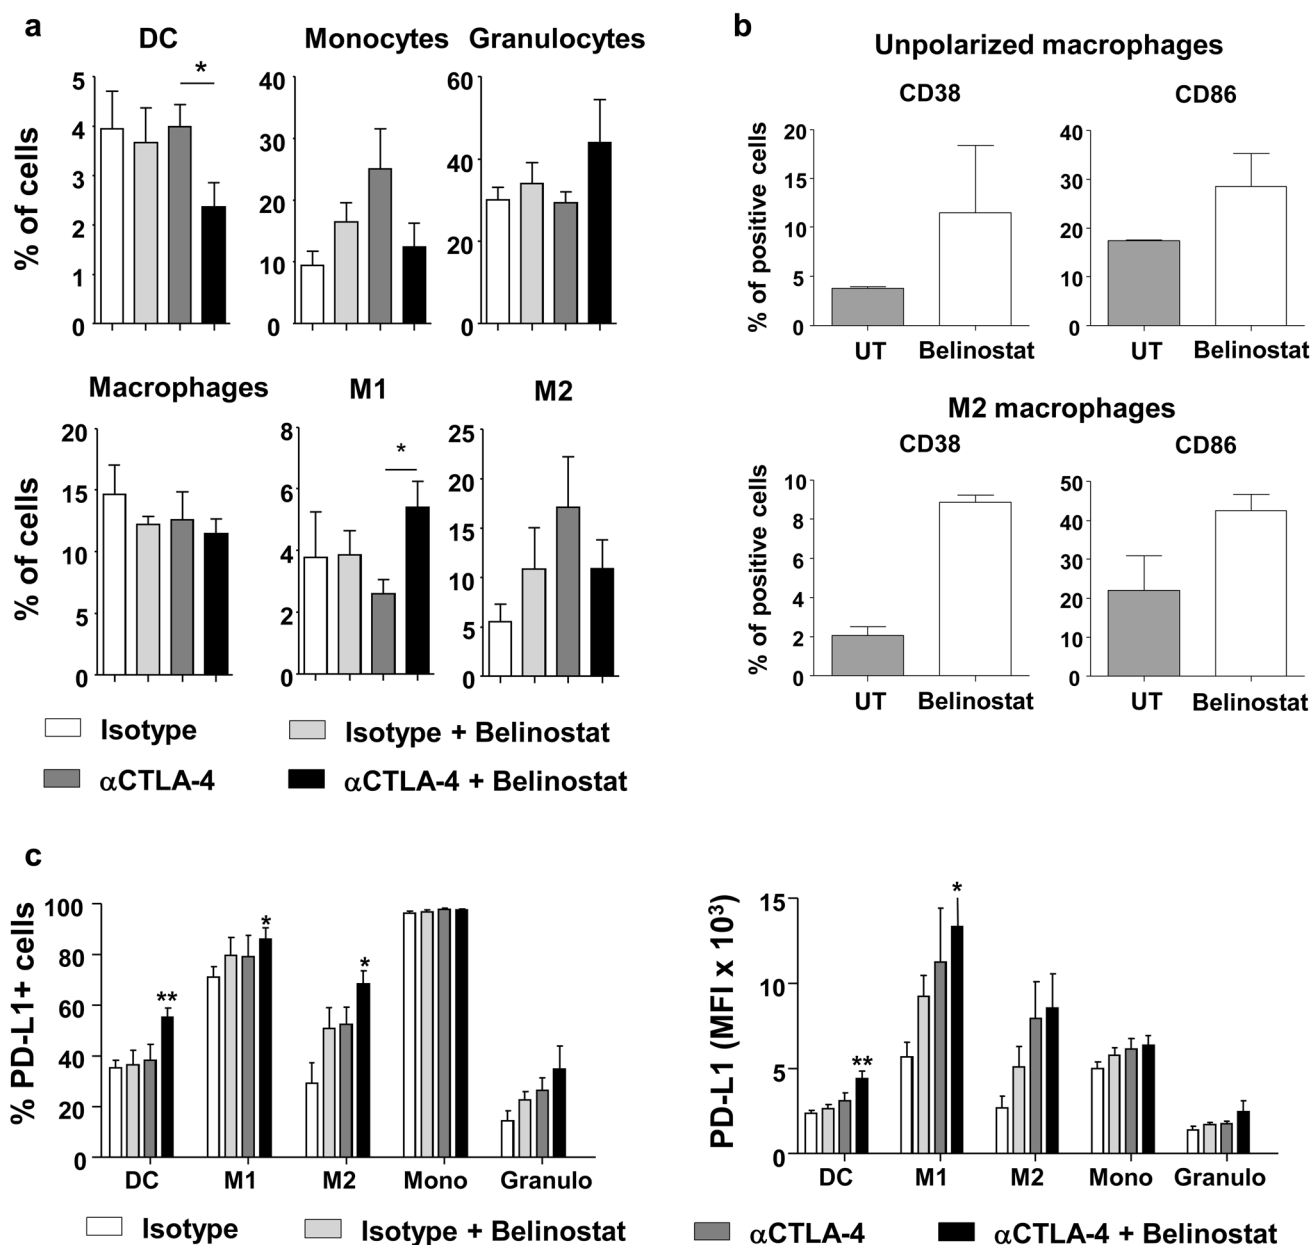 a
DC
Monocytes
Granulocytes
% of cells
5
4
3
2
1
0
*
40
30
20
10
0
60
40
20
0
Macrophages
M1
M2
% of cells
20
15
10
5
0
8
6
4
2
0
*
25
20
15
10
5
0
Isotype
Isotype + Belinostat
αCTLA-4
αCTLA-4 + Belinostat
b
Unpolarized macrophages
CD38
CD86
% of positive cells
20
15
10
5
0
UT
Belinostat
40
30
20
10
0
UT
Belinostat
M2 macrophages
CD38
CD86
% of positive cells
10
8
6
4
2
0
UT
Belinostat
50
40
30
20
10
0
UT
Belinostat
c
% PD-L1+ cells
100
80
60
40
20
0
**
*
*
DC
M1
M2
Mono
Granulo
PD-L1 (MFI x 10³)
15
10
5
0
**
*
DC
M1
M2
Mono
Granulo
Isotype
Isotype + Belinostat
αCTLA-4
αCTLA-4 + Belinostat